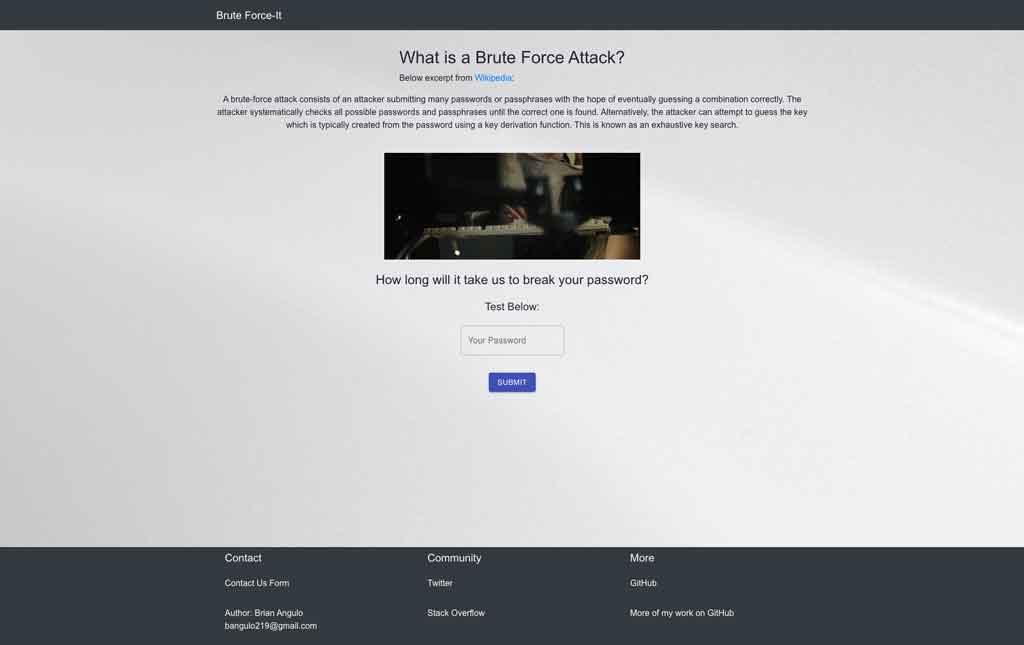 Brute Force-It
What is a Brute Force Attack?
Below excerpt from Wikipedia:
A brute-force attack consists of an attacker submitting many passwords or passphrases with the hope of eventually guessing a combination correctly. The
attacker systematically checks all possible passwords and passphrases until the correct one is found. Alternatively, the attacker can attempt to guess the key
which is typically created from the password using a key derivation function. This is known as an exhaustive key search.
How long will it take us to break your password?
Test Below:
Your Password
SUBMIT
Contact
Contact Us Form
Author: Brian Angulo
bangulo219@gmail.com
Community
Twitter
Stack Overflow
More
GitHub
More of my work on GitHub